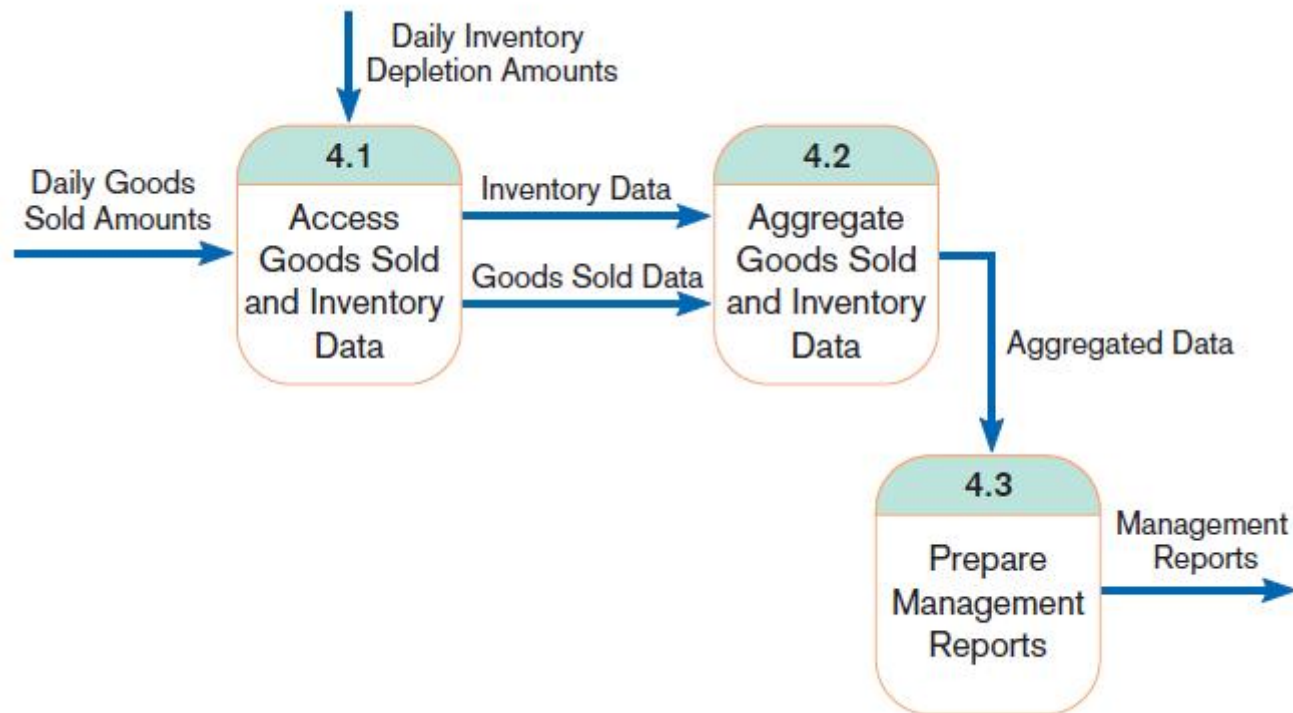 Daily Inventory
Depletion Amounts
4.1
4.2
Daily Goods
Sold Amounts
Inventory Data
Access
Goods Sold
and Inventory
Data
Aggregate
Goods Sold
and Inventory
Data
Goods Sold Data
Aggregated Data
4.3
Management
Reports
Prepare
Management
Reports